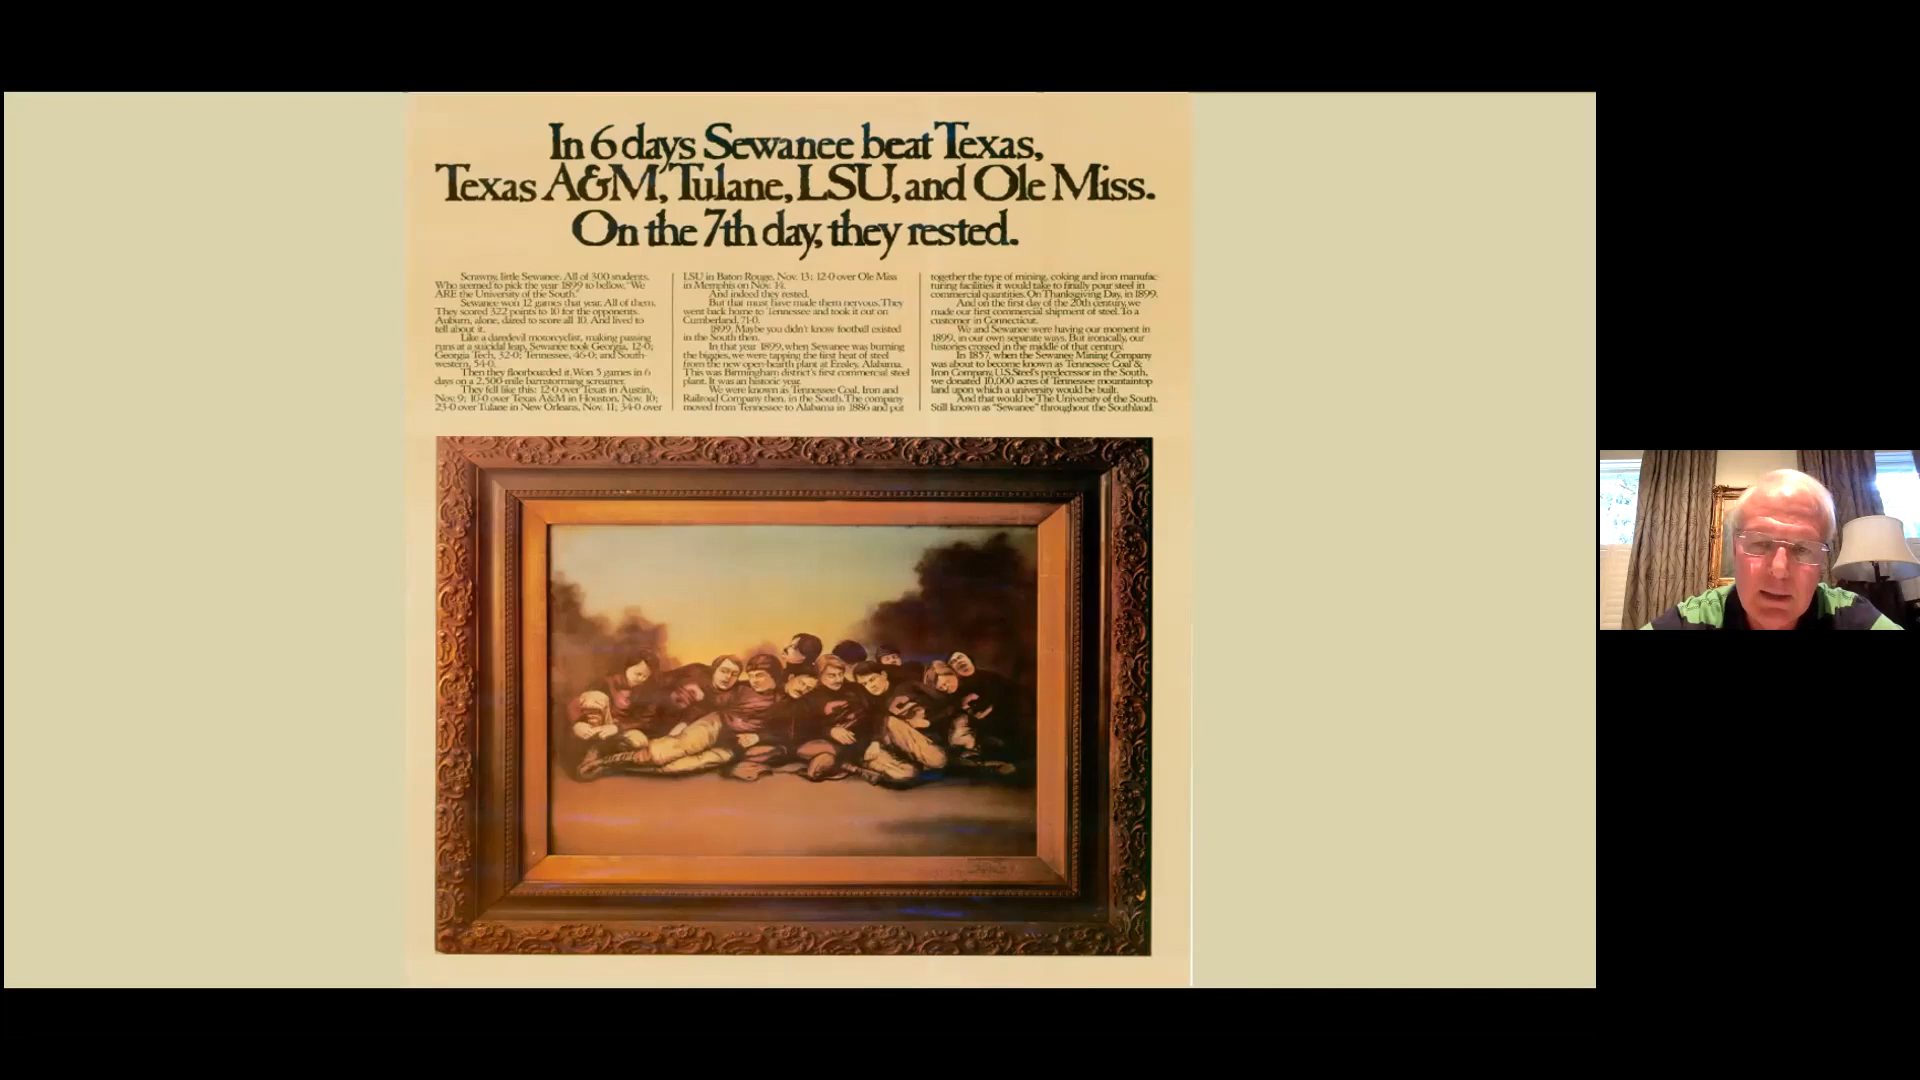 In 6 days Sewanee beat Texas,
Texas A&M, Tulane, LSU, and Ole Miss.
On the 7th day, they rested.
Scrawny, little Sewanee. All of 300 students.
Who seemed to pick the year 1899 to bellow, "We
ARE the University of the South."
Sewanee won 12 games that year. All of them.
They scored 322 points to 10 for the opponents.
Auburn, alone, dared to score all 10. And lived to
tell about it.
Like a daredevil motorcyclist, making passing
runs at a suicidal leap, Sewanee took Georgia, 12-0;
Georgia Tech, 32-0; Tennessee, 46-0; and South-
western, 54-0.
Then they floorboarded it. Won 5 games in 6
days on a 2,500-mile barnstorming screamer.
They fell like this: 12-0 over Texas in Austin,
Nov. 9; 10-0 over Texas A&M in Houston, Nov. 10;
23-0 over Tulane in New Orleans, Nov. 11; 34-0 over
LSU in Baton Rouge, Nov. 13; 12-0 over Ole Miss
in Memphis on Nov. 14.
And indeed they rested.
But that must have made them nervous. They
went back home to Tennessee and took it out on
Cumberland, 71-0.
1899. Maybe you didn't know football existed
in the South then.
In that year 1899, when Sewanee was burning
the biggies, we were tapping the first heat of steel
from the new open-hearth plant at Ensley, Alabama.
This was Birmingham district's first commercial steel
plant. It was an historic year.
We were known as Tennessee Coal, Iron and
Railroad Company then, in the South. The company
moved from Tennessee to Alabama in 1886 and put
together the type of mining, coking and iron manufac
turing facilities it would take to finally pour steel in
commercial quantities. On Thanksgiving Day, in 1899.
And on the first day of the 20th century, we
made our first commercial shipment of steel. To a
customer in Connecticut.
We and Sewanee were having our moment in
1899, in our own separate ways. But ironically, our
histories crossed in the middle of that century.
In 1857, when the Sewanee Mining Company
was about to become known as Tennessee Coal &
Iron Company, U.S. Steel's predecessor in the South,
we donated 10,000 acres of Tennessee mountaintop
land upon which a university would be built.
And that would be The University of the South.
Still known as "Sewanee" throughout the Southland.